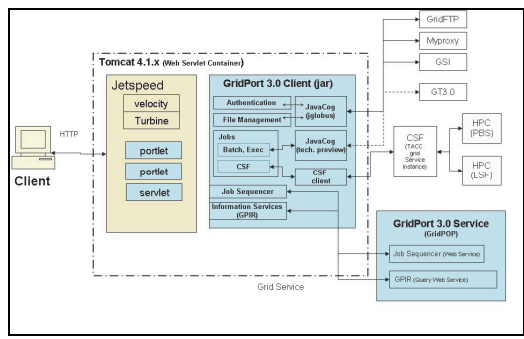 GridFTP
Myproxy
GSI
GT3.0
Tomcat 4.1.x (Web Servlet Container)
Jetspeed
velocity
Turbine
portlet
portlet
servlet
GridPort 3.0 Client (jar)
Authentication
File Management
JavaCog
(jglobus)
Jobs
Batch, Exec
CSF
JavaCog
(tech. preview)
CSF
client
Job Sequencer
Information Services
(GPIR)
HTTP
Client
CSF
(TACC
grid
Service
instance)
HPC
(PBS)
HPC
(LSF)
GridPort 3.0 Service
(GridPOP)
Job Sequencer (Web Service)
GPIR (Query Web Service)
Grid Service